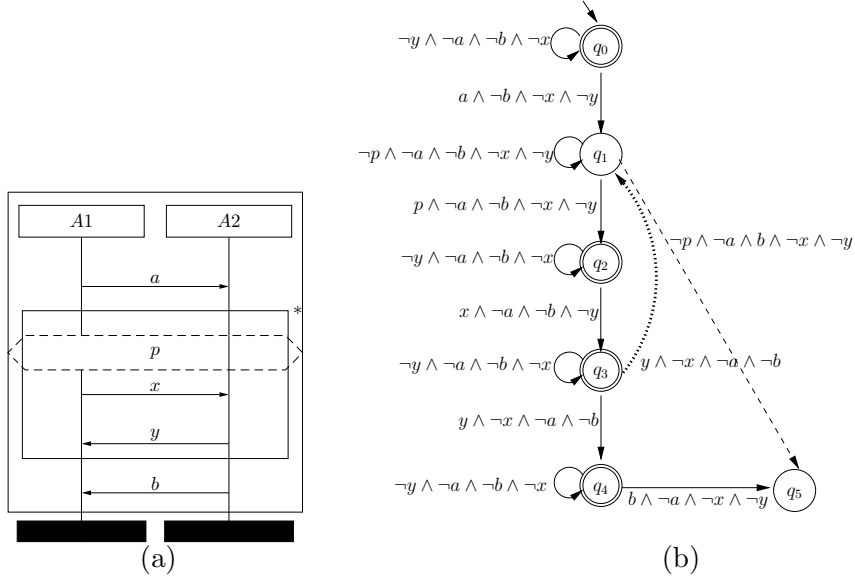 A1 A2
a
*
p
x
y
b
(a)
q0
¬y ∧ ¬a ∧ ¬b ∧ ¬x
a ∧ ¬b ∧ ¬x ∧ ¬y
q1
¬p ∧ ¬a ∧ ¬b ∧ ¬x ∧ ¬y
p ∧ ¬a ∧ ¬b ∧ ¬x ∧ ¬y
¬p ∧ ¬a ∧ b ∧ ¬x ∧ ¬y
q2
¬y ∧ ¬a ∧ ¬b ∧ ¬x
x ∧ ¬a ∧ ¬b ∧ ¬y
q3
¬y ∧ ¬a ∧ ¬b ∧ ¬x
y ∧ ¬x ∧ ¬a ∧ ¬b
y ∧ ¬x ∧ ¬a ∧ ¬b
q4
¬y ∧ ¬a ∧ ¬b ∧ ¬x
b ∧ ¬a ∧ ¬x ∧ ¬y
q5
(b)